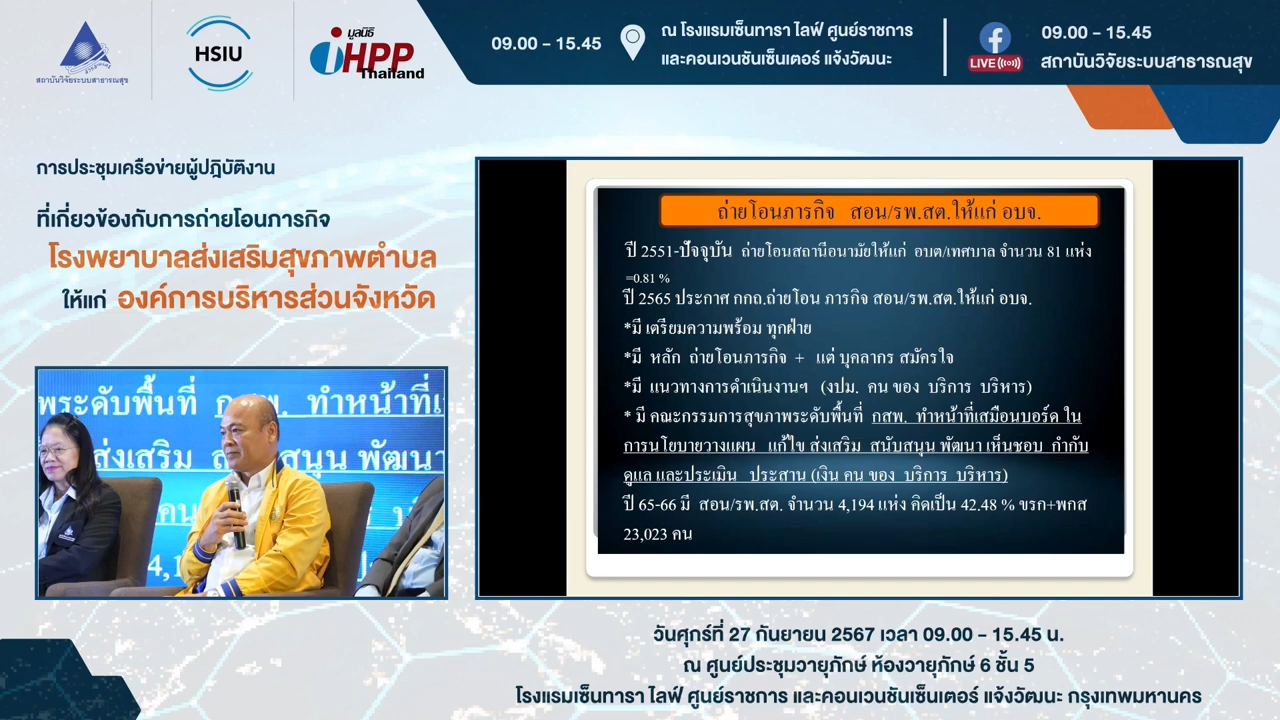 สถาบันวิจัยระบบสาธารณสุข
HSIU
มูลนิธิ
iHPP
Thailand
09.00 - 15.45
ณ โรงแรมเซ็นทารา ไลฟ์ ศูนย์ราชการ
และคอนเวนชันเซ็นเตอร์ แจ้งวัฒนะ
LIVE
09.00 - 15.45
สถาบันวิจัยระบบสาธารณสุข
การประชุมเครือข่ายผู้ปฏิบัติงาน
ที่เกี่ยวข้องกับการถ่ายโอนภารกิจ
โรงพยาบาลส่งเสริมสุขภาพตำบล
ให้แก่ องค์การบริหารส่วนจังหวัด
พระดับพื้นที่ กสพ. ทำหน้าที่เ
ส่งเสริม สนับสนุน พัฒนา
คน
4,1
ถ่ายโอนภารกิจ สอน/รพ.สต.ให้แก่ อบจ.
ปี 2551-ปัจจุบัน ถ่ายโอนสถานีอนามัยให้แก่ อบต/เทศบาล จำนวน 81 แห่ง
=0.81 %
ปี 2565 ประกาศ กกถ.ถ่ายโอน ภารกิจ สอน/รพ.สต.ให้แก่ อบจ.
*มี เตรียมความพร้อม ทุกฝ่าย
*มี หลัก ถ่ายโอนภารกิจ + แต่ บุคลากร สมัครใจ
*มี แนวทางการดำเนินงานฯ (งปม. คน ของ บริการ บริหาร)
* มี คณะกรรมการสุขภาพระดับพื้นที่ กสพ. ทำหน้าที่เสมือนบอร์ด ใน
การนโยบายวางแผน แก้ไข ส่งเสริม สนับสนุน พัฒนา เห็นชอบ กำกับ
ดูแล และประเมิน ประสาน (เงิน คน ของ บริการ บริหาร)
ปี 65-66 มี สอน/รพ.สต. จำนวน 4,194 แห่ง คิดเป็น 42.48 % ขรก+พกส
23,023 คน
วันศุกร์ที่ 27 กันยายน 2567 เวลา 09.00 - 15.45 น.
ณ ศูนย์ประชุมวายุภักษ์ ห้องวายุภักษ์ 6 ชั้น 5
โรงแรมเซ็นทารา ไลฟ์ ศูนย์ราชการ และคอนเวนชันเซ็นเตอร์ แจ้งวัฒนะ กรุงเทพมหานคร